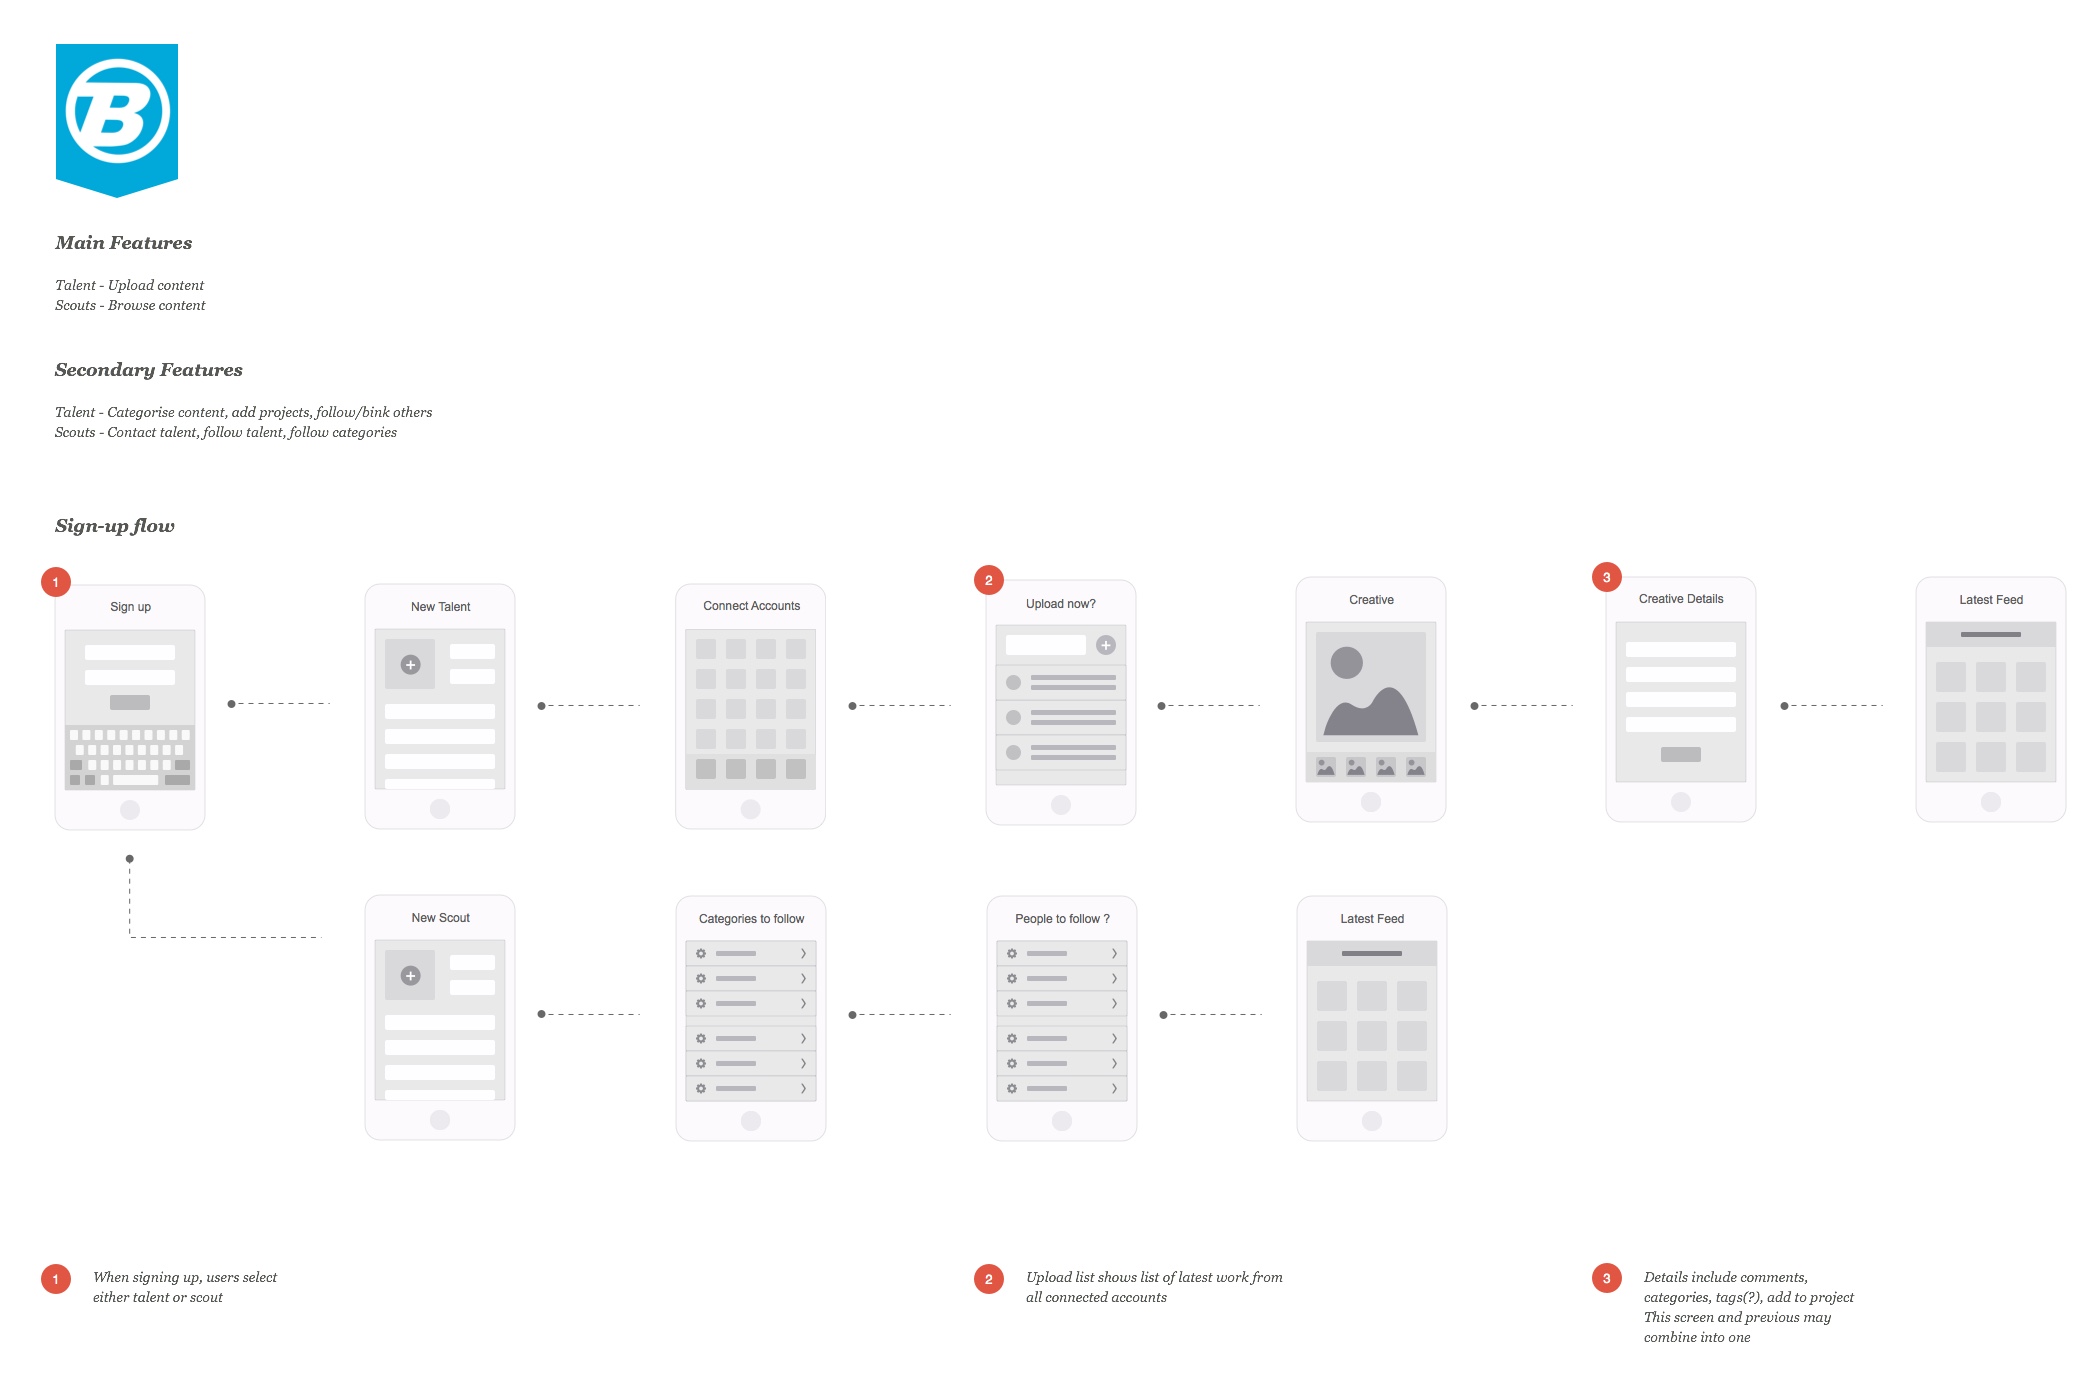 B
Main Features
Talent - Upload content
Scouts - Browse content
Secondary Features
Talent - Categorise content, add projects, follow/bink others
Scouts - Contact talent, follow talent, follow categories
Sign-up flow
1
Sign up
New Talent
Connect Accounts
2
Upload now?
Creative
3
Creative Details
Latest Feed
New Scout
Categories to follow
People to follow ?
Latest Feed
1
When signing up, users select
either talent or scout
2
Upload list shows list of latest work from
all connected accounts
3
Details include comments,
categories, tags(?), add to project
This screen and previous may
combine into one